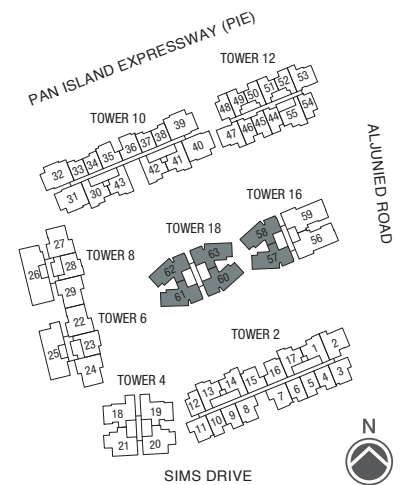 PAN ISLAND EXPRESSWAY (PIE)
TOWER 12
48 49 50 51 52 53
47 46 45 44 55 54
TOWER 10
32 33 34 35 36 37 38 39
31 30 43 42 41 40
ALJUNIED ROAD
TOWER 16
58 59
57 56
TOWER 18
62 63
61 60
TOWER 8
27
26 28
29
TOWER 6
22
25 23
24
TOWER 2
12 13 14 15 16 17 1 2
11 10 9 8 7 6 5 4 3
TOWER 4
18 19
21 20
N
SIMS DRIVE